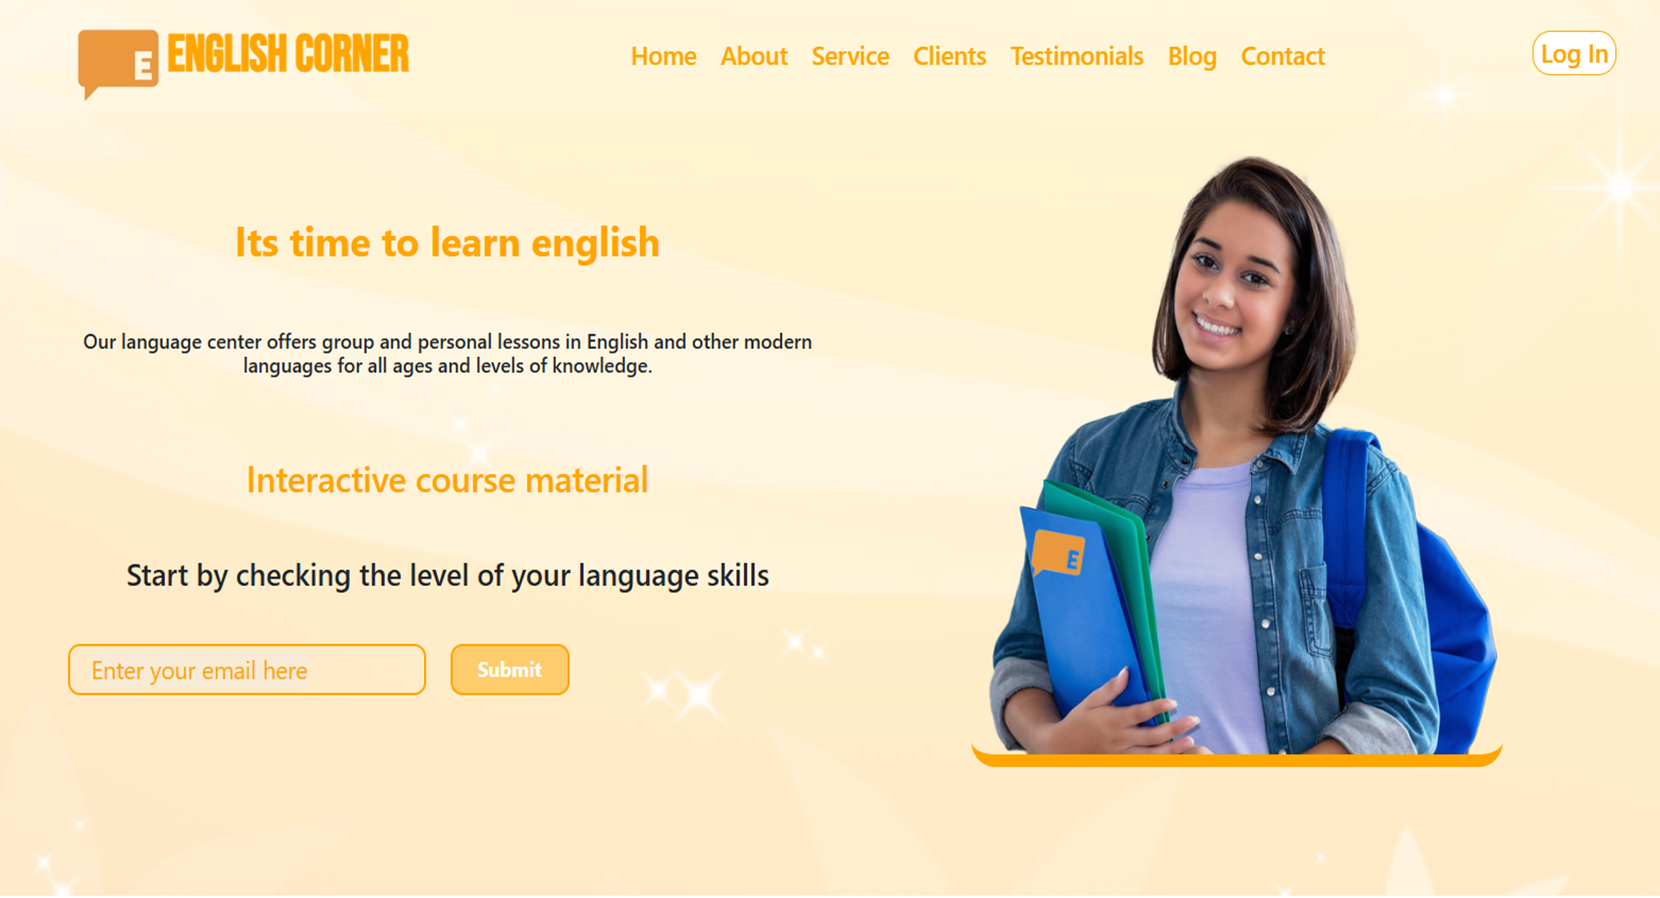 E ENGLISH CORNER
Home About Service Clients Testimonials Blog Contact
Log In
Its time to learn english
Our language center offers group and personal lessons in English and other modern
languages for all ages and levels of knowledge.
Interactive course material
Start by checking the level of your language skills
Enter your email here
Submit
E